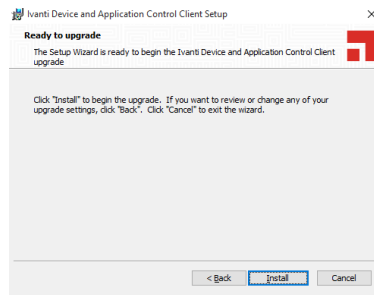 Ivanti Device and Application Control Client Setup
Ready to upgrade
The Setup Wizard is ready to begin the Ivanti Device and Application Control Client
upgrade
Click "Install" to begin the upgrade. If you want to review or change any of your
upgrade settings, click "Back". Click "Cancel" to exit the wizard.
< Back
Install
Cancel